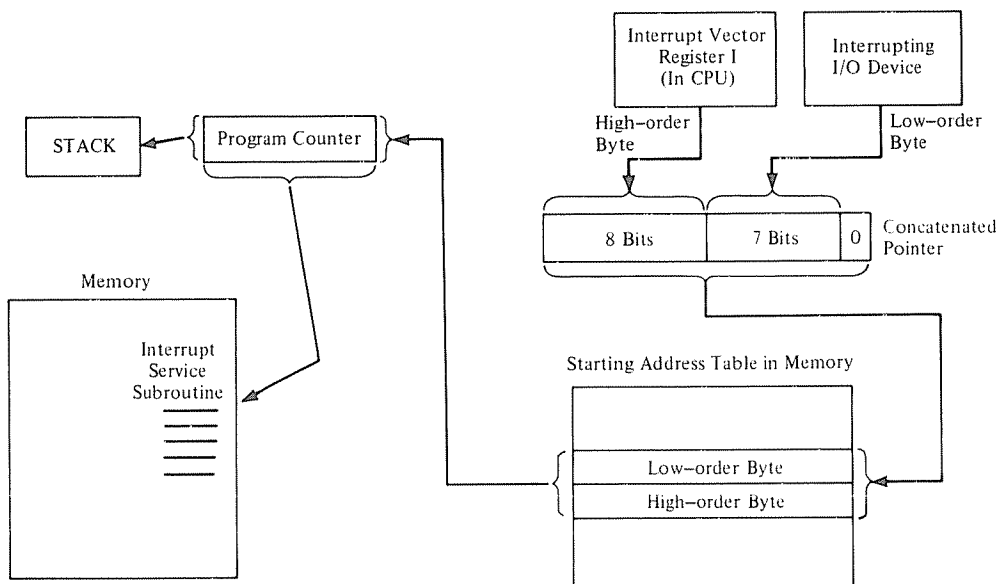 Interrupt Vector
Register I
(In CPU)
Interrupting
I/O Device
High-order
Byte
Low-order
Byte
STACK
Program Counter
8 Bits
7 Bits
0
Concatenated
Pointer
Memory
Interrupt
Service
Subroutine
Starting Address Table in Memory
Low-order Byte
High-order Byte